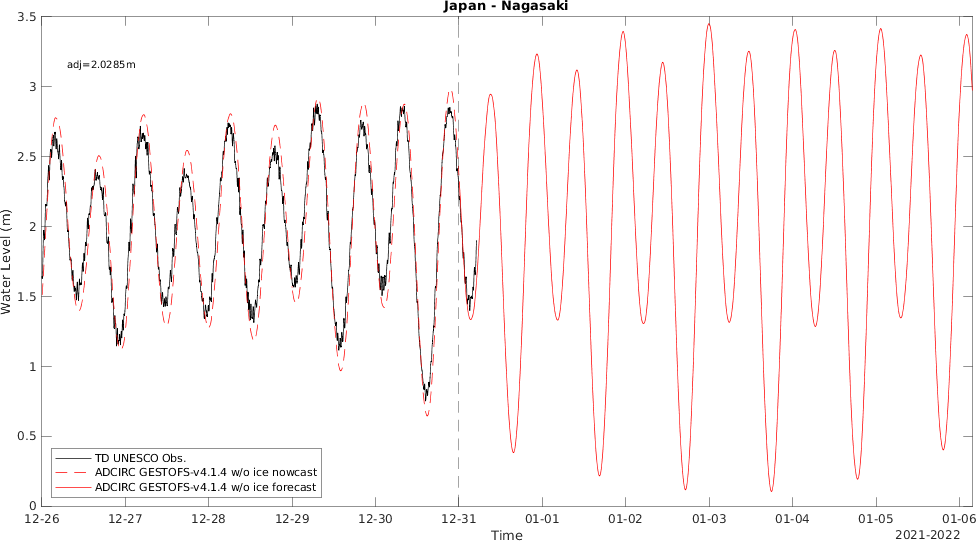 Japan - Nagasaki
adj=2.0285m
3.5
3
2.5
2
1.5
1
0.5
0
Water Level (m)
TD UNESCO Obs.
ADCIRC GESTOFS-v4.1.4 w/o ice nowcast
ADCIRC GESTOFS-v4.1.4 w/o ice forecast
12-26 12-27 12-28 12-29 12-30 12-31 01-01 01-02 01-03 01-04 01-05 01-06
Time
2021-2022